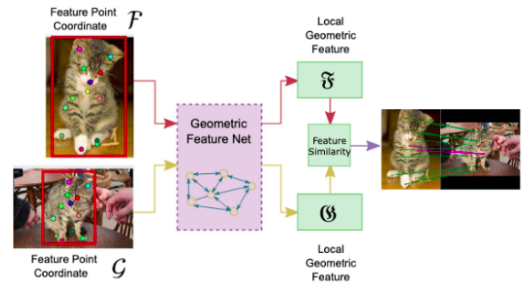 Feature Point
Coordinate
ℱ
Local
Geometric
Feature
𝔉
Geometric
Feature Net
Feature
Similarity
𝔊
Feature Point
Coordinate
𝒢
Local
Geometric
Feature